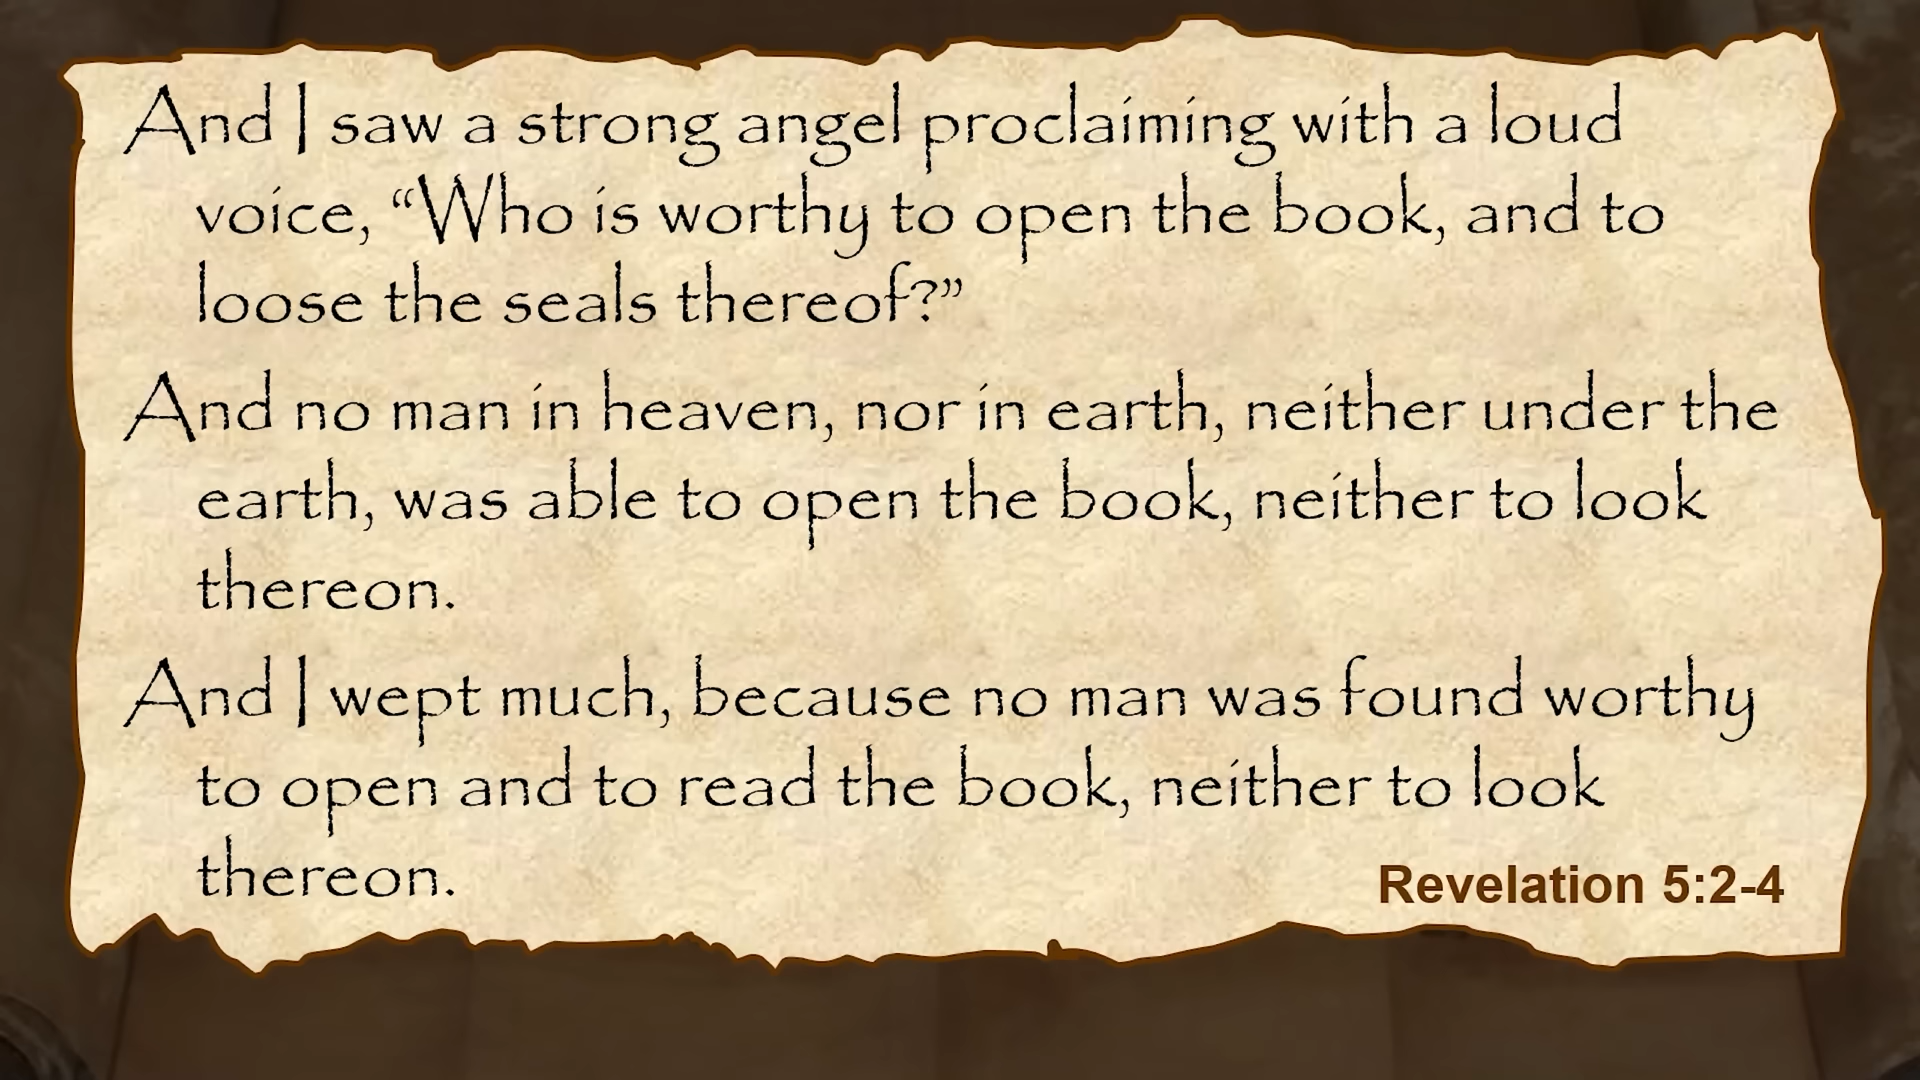 And I saw a strong angel proclaiming with a loud
voice, “Who is worthy to open the book, and to
loose the seals thereof?”
And no man in heaven, nor in earth, neither under the
earth, was able to open the book, neither to look
thereon.
And I wept much, because no man was found worthy
to open and to read the book, neither to look
thereon.
Revelation 5:2-4